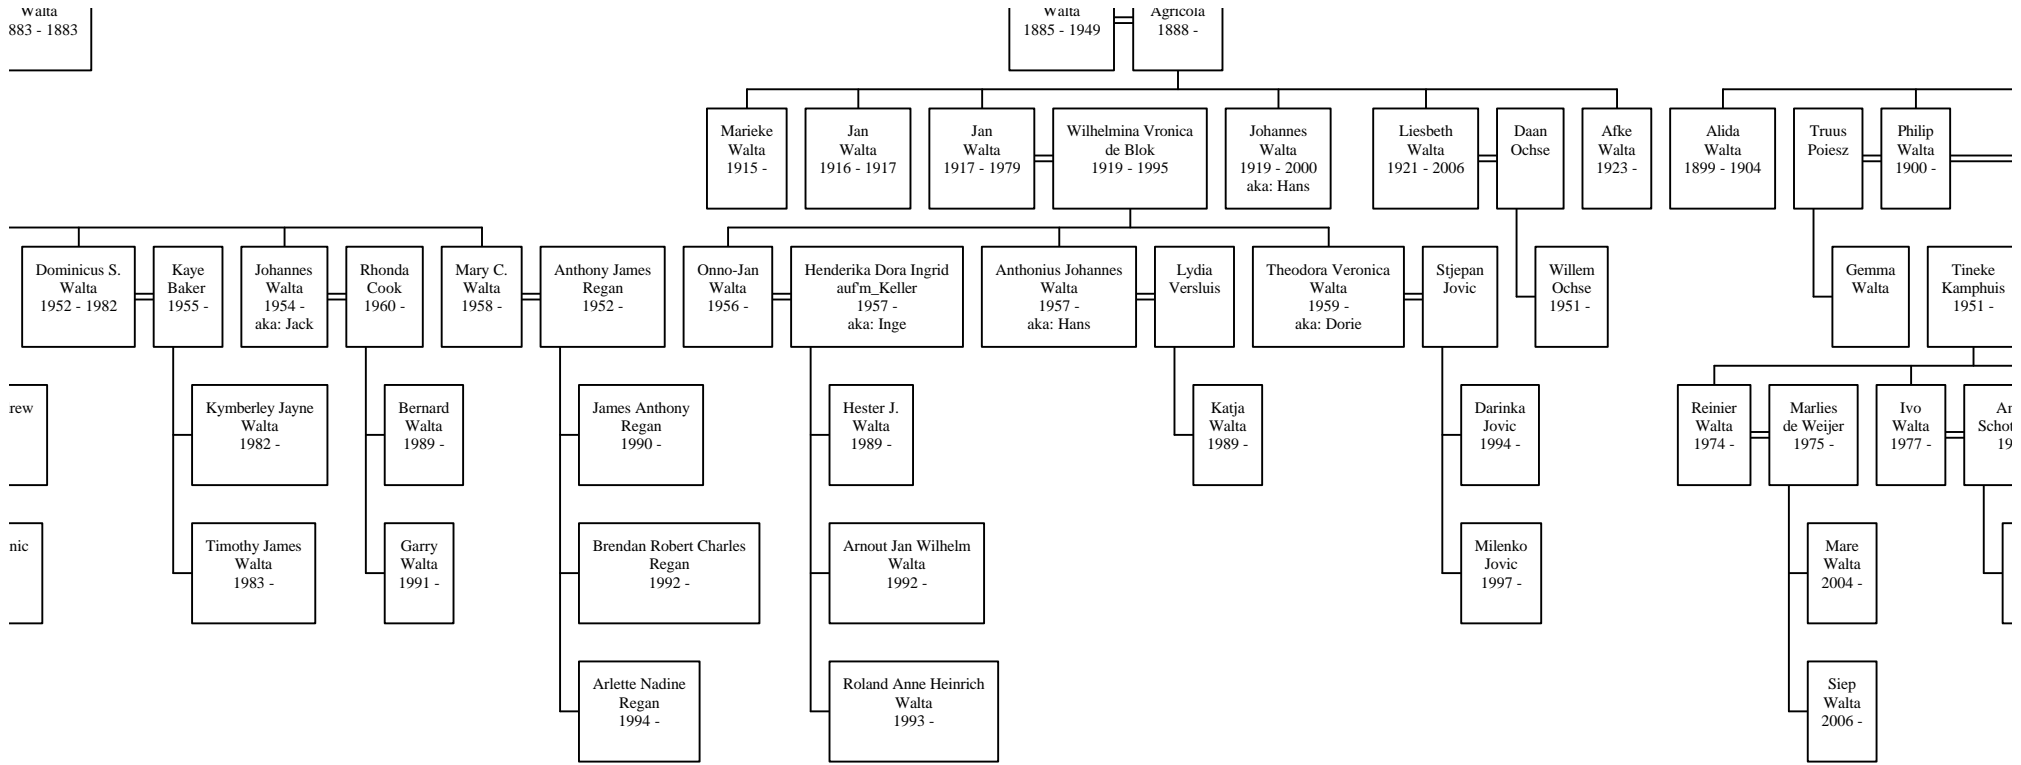 Walta
883 - 1883
Walta
1885 - 1949
Agricola
1888 -
Marieke
Walta
1915 -
Jan
Walta
1916 - 1917
Jan
Walta
1917 - 1979
Wilhelmina Vronica
de Blok
1919 - 1995
Johannes
Walta
1919 - 2000
aka: Hans
Liesbeth
Walta
1921 - 2006
Daan
Ochse
Afke
Walta
1923 -
Alida
Walta
1899 - 1904
Truus
Poiesz
Philip
Walta
1900 -
Dominicus S.
Walta
1952 - 1982
Kaye
Baker
1955 -
Johannes
Walta
1954 -
aka: Jack
Rhonda
Cook
1960 -
Mary C.
Walta
1958 -
Anthony James
Regan
1952 -
Onno-Jan
Walta
1956 -
Henderika Dora Ingrid
auf'm_Keller
1957 -
aka: Inge
Anthonius Johannes
Walta
1957 -
aka: Hans
Lydia
Versluis
Theodora Veronica
Walta
1959 -
aka: Dorie
Stjepan
Jovic
Willem
Ochse
1951 -
Gemma
Walta
Tineke
Kamphuis
1951 -
rew
Kymberley Jayne
Walta
1982 -
Bernard
Walta
1989 -
James Anthony
Regan
1990 -
Hester J.
Walta
1989 -
Katja
Walta
1989 -
Darinka
Jovic
1994 -
Reinier
Walta
1974 -
Marlies
de Weijer
1975 -
Ivo
Walta
1977 -
An
Schot
19
nic
Timothy James
Walta
1983 -
Garry
Walta
1991 -
Brendan Robert Charles
Regan
1992 -
Arnout Jan Wilhelm
Walta
1992 -
Milenko
Jovic
1997 -
Mare
Walta
2004 -
Arlette Nadine
Regan
1994 -
Roland Anne Heinrich
Walta
1993 -
Siep
Walta
2006 -